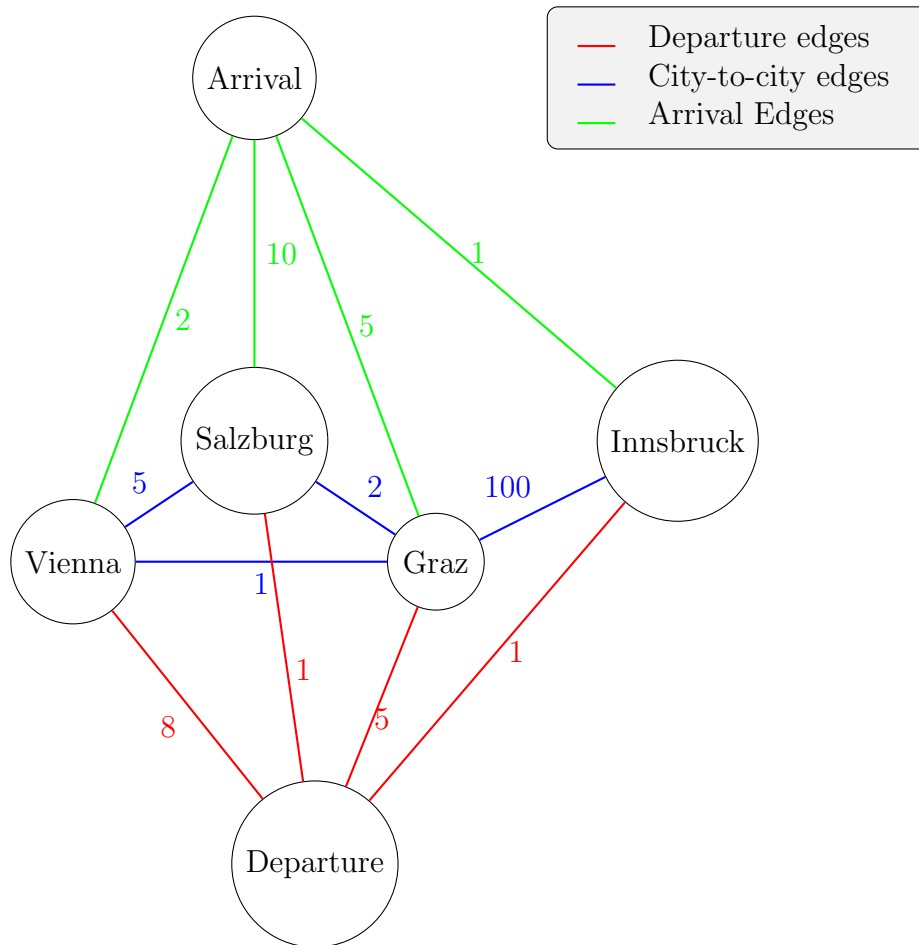 Arrival
Departure edges
City-to-city edges
Arrival Edges
10
1
2
5
Salzburg
Innsbruck
5
2
100
Vienna
Graz
1
1
1
8
5
Departure